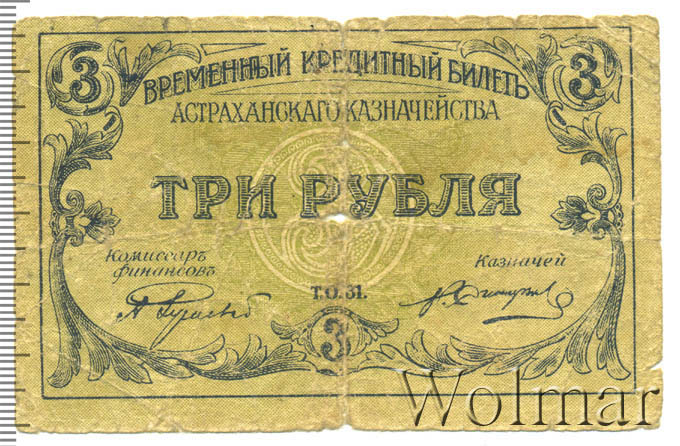 3 3
ВРЕМЕННЫЙ КРЕДИТНЫЙ БИЛЕТЪ
АСТРАХАНСКАГО КАЗНАЧЕЙСТВА
ТРИ РУБЛЯ
Комиссаръ
финансовъ
Казначей
Т.О.31.
3
Wolmar